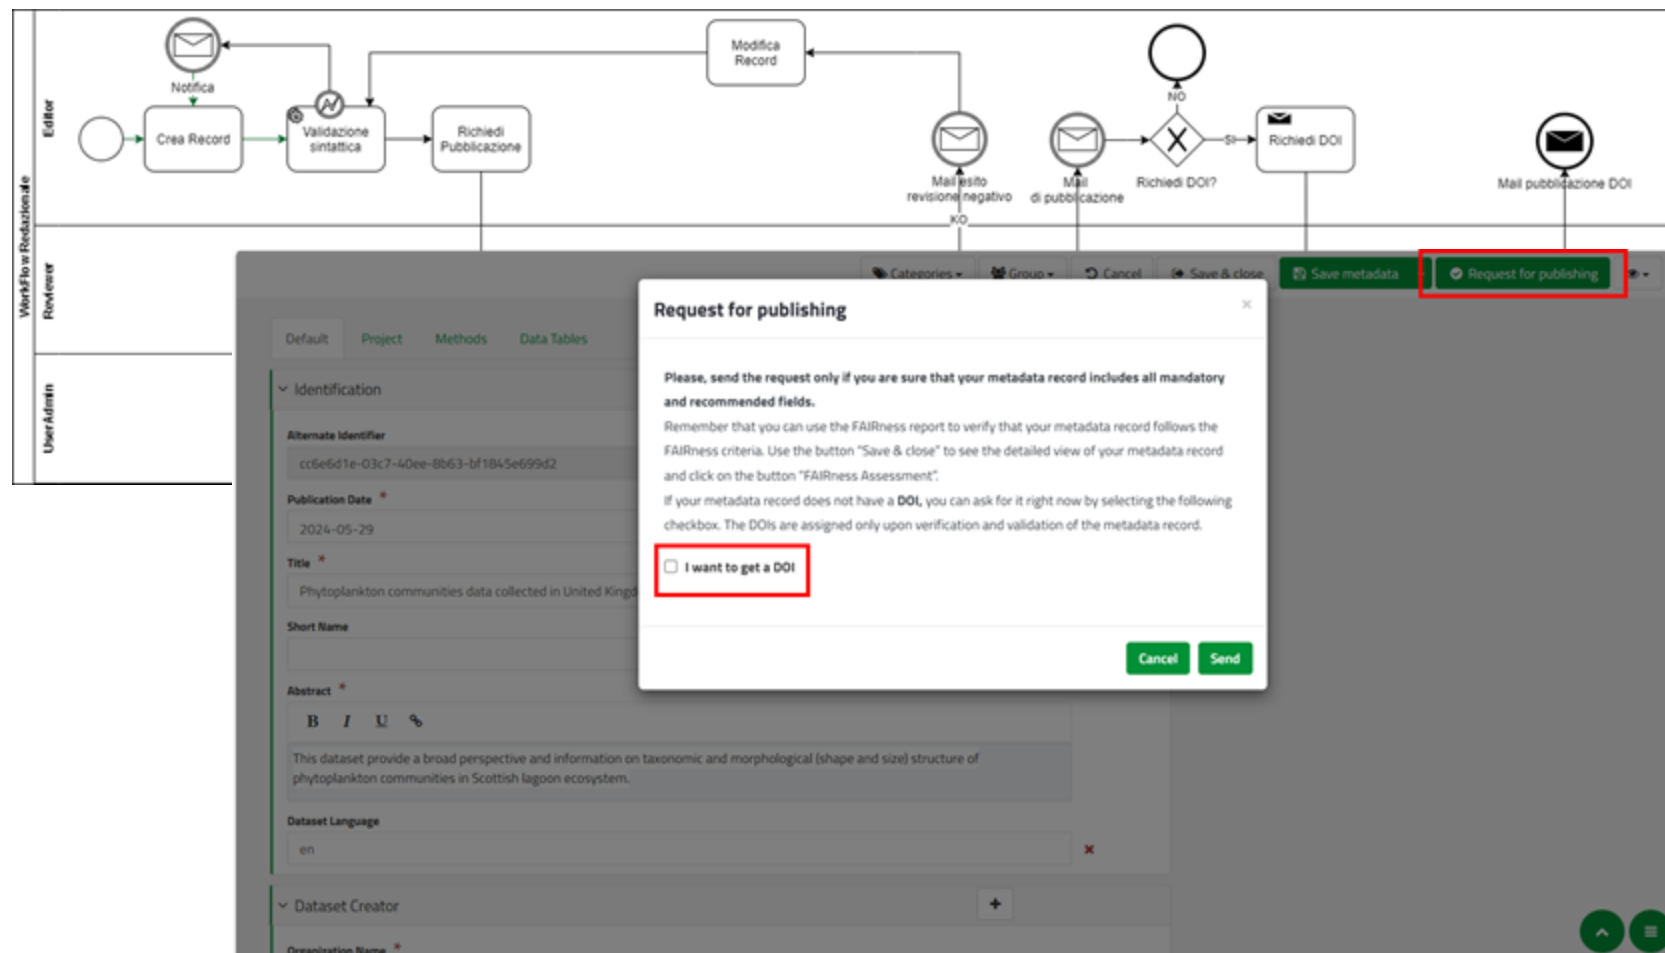 WorkFlow Redazionale
Editor
Reviewer
UserAdmin
Notifica
Crea Record
Validazione
sintattica
Richiedi
Pubblicazione
Modifica
Record
Mail esito
revisione negativo
KO
Mail
di pubblicazione
NO
Richiedi DOI?
SI
Richiedi DOI
Mail pubblicazione DOI
Categories
Group
Cancel
Save & close
Save metadata
Request for publishing
Default
Project
Methods
Data Tables
Identification
Alternate Identifier
cc6e6d1e-03c7-40ee-8b63-bf1845e699d2
Publication Date *
2024-05-29
Title *
Phytoplankton communities data collected in United Kingd
Short Name
Abstract *
B I U
This dataset provide a broad perspective and information on taxonomic and morphological (shape and size) structure of
phytoplankton communities in Scottish lagoon ecosystem.
Dataset Language
en
Dataset Creator
Organization Name *
Request for publishing
×
Please, send the request only if you are sure that your metadata record includes all mandatory
and recommended fields.
Remember that you can use the FAIRness report to verify that your metadata record follows the
FAIRness criteria. Use the button "Save & close" to see the detailed view of your metadata record
and click on the button "FAIRness Assessment".
If your metadata record does not have a DOI, you can ask for it right now by selecting the following
checkbox. The DOIs are assigned only upon verification and validation of the metadata record.
I want to get a DOI
Cancel
Send